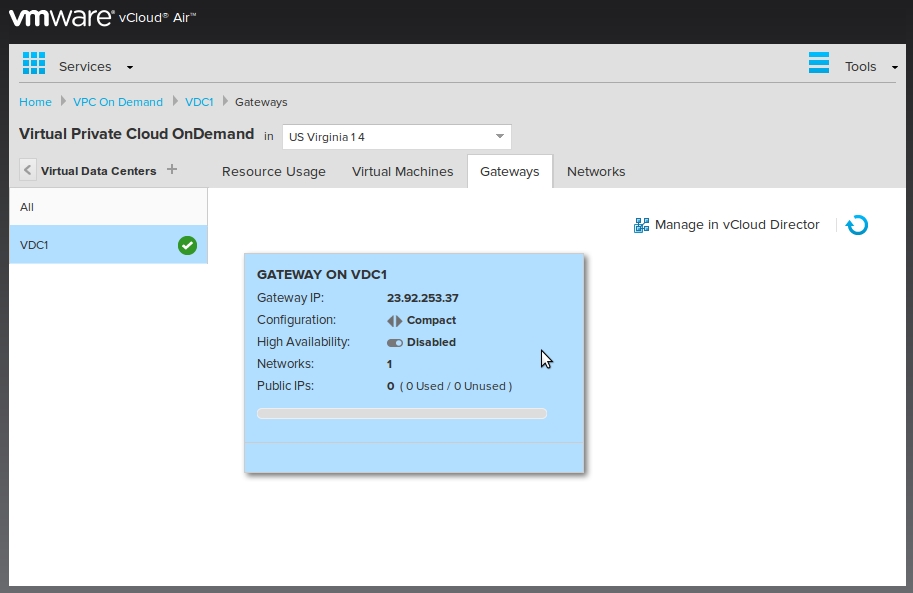 vmware® vCloud® Air™
Services
Tools
Home VPC On Demand VDC1 Gateways
Virtual Private Cloud OnDemand in US Virginia 1 4
Virtual Data Centers +
Resource Usage Virtual Machines Gateways Networks
All
VDC1
Manage in vCloud Director
GATEWAY ON VDC1
Gateway IP: 23.92.253.37
Configuration: Compact
High Availability: Disabled
Networks: 1
Public IPs: 0 ( 0 Used / 0 Unused )